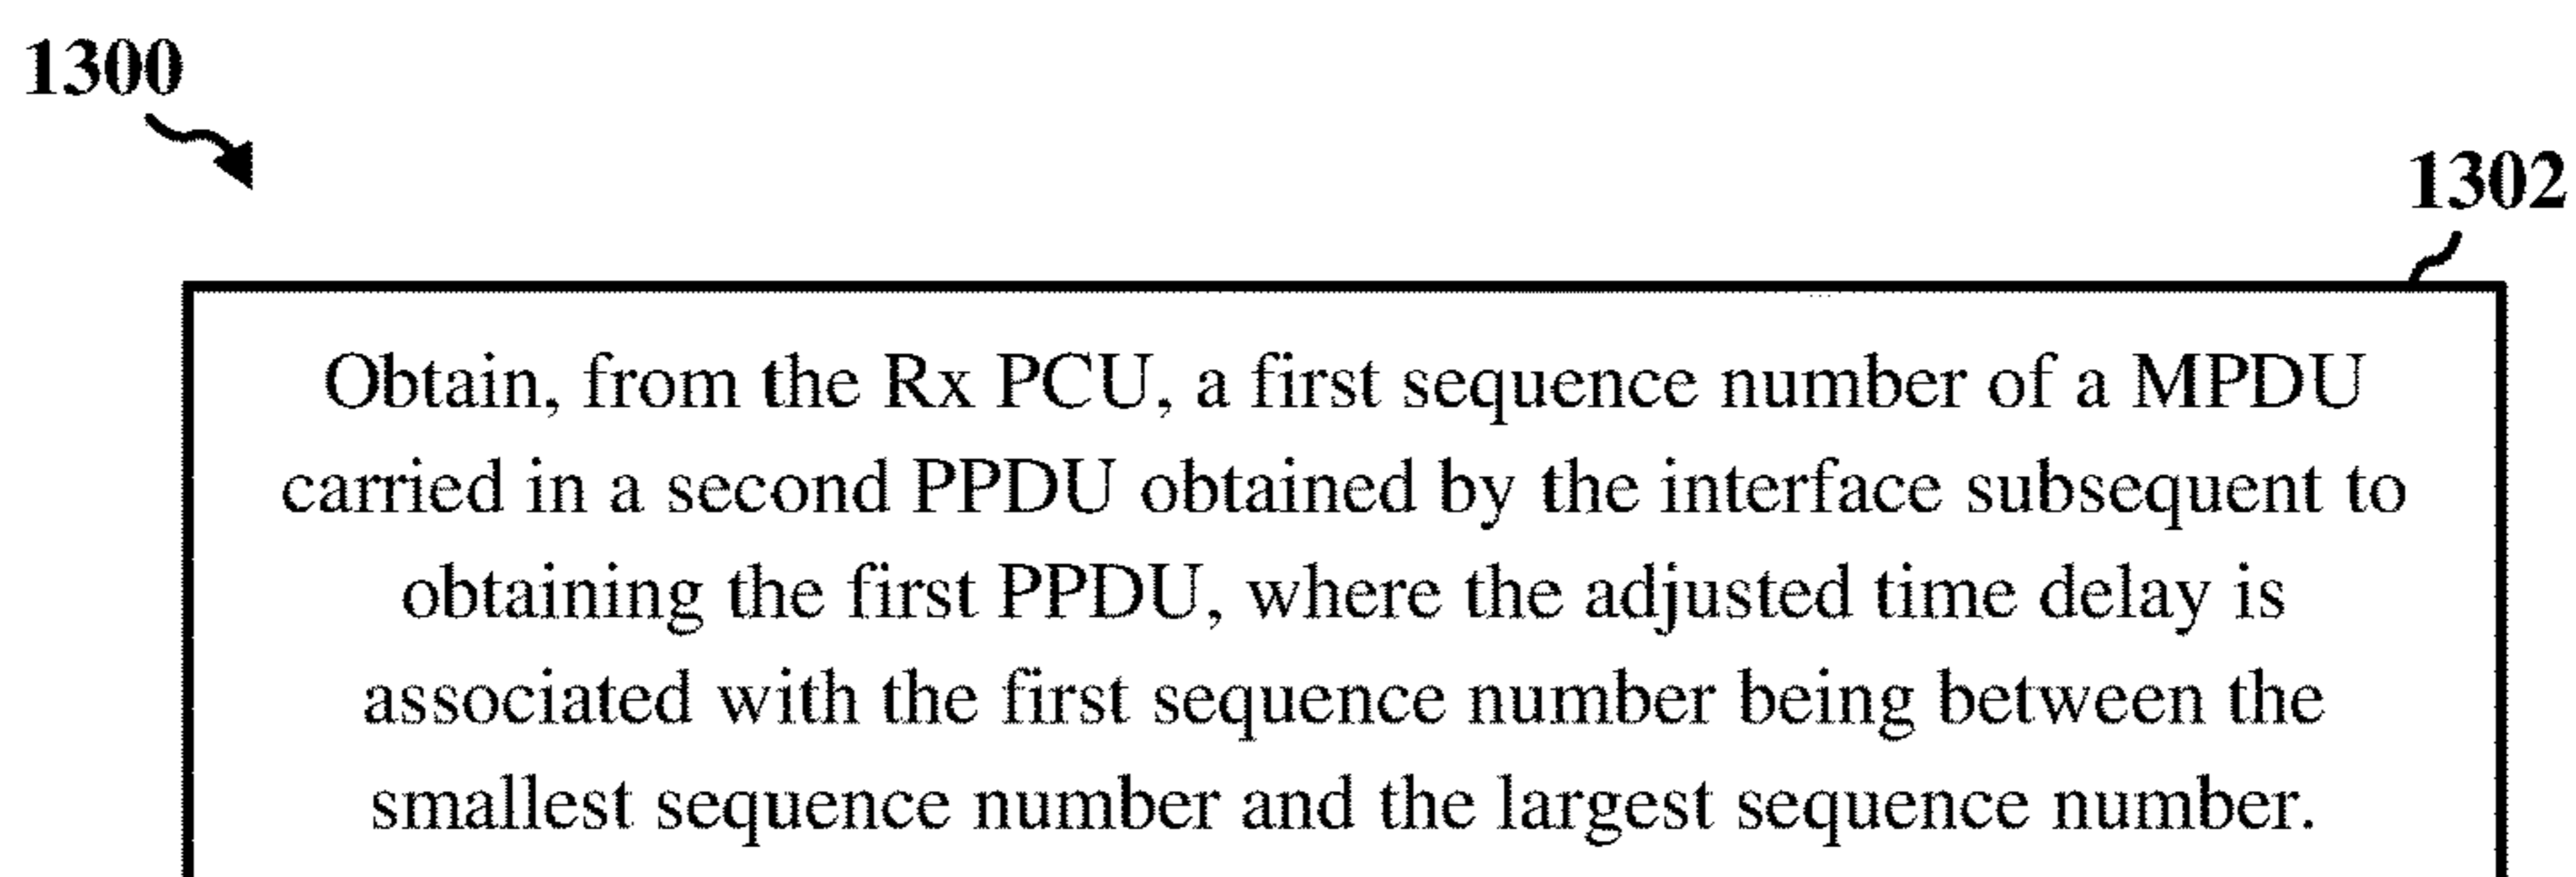 1300
1302
Obtain, from the Rx PCU, a first sequence number of a MPDU
carried in a second PPDU obtained by the interface subsequent to
obtaining the first PPDU, where the adjusted time delay is
associated with the first sequence number being between the
smallest sequence number and the largest sequence number.